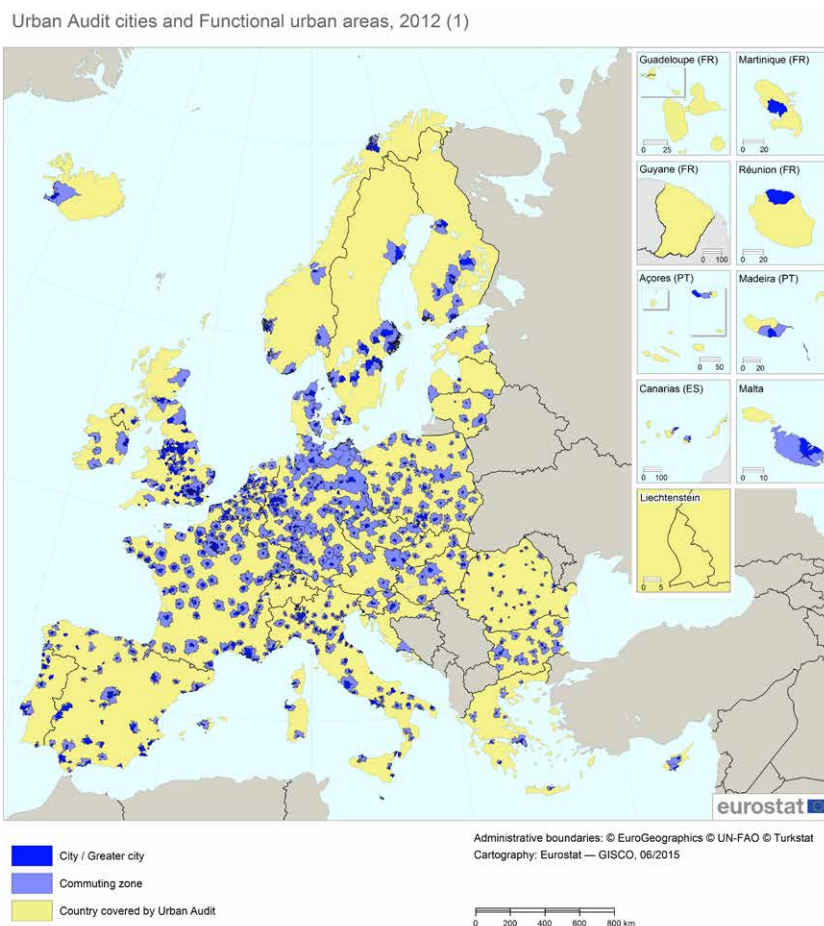 Urban Audit cities and Functional urban areas, 2012 (1)
Guadeloupe (FR)
0 25
Martinique (FR)
0 20
Guyane (FR)
0 100
Réunion (FR)
0 20
Açores (PT)
0 50
Madeira (PT)
0 20
Canarias (ES)
0 100
Malta
0 10
Liechtenstein
0 5
eurostat
City / Greater city
Commuting zone
Country covered by Urban Audit
Administrative boundaries: © EuroGeographics © UN-FAO © Turkstat
Cartography: Eurostat — GISCO, 06/2015
0 200 400 600 800 km